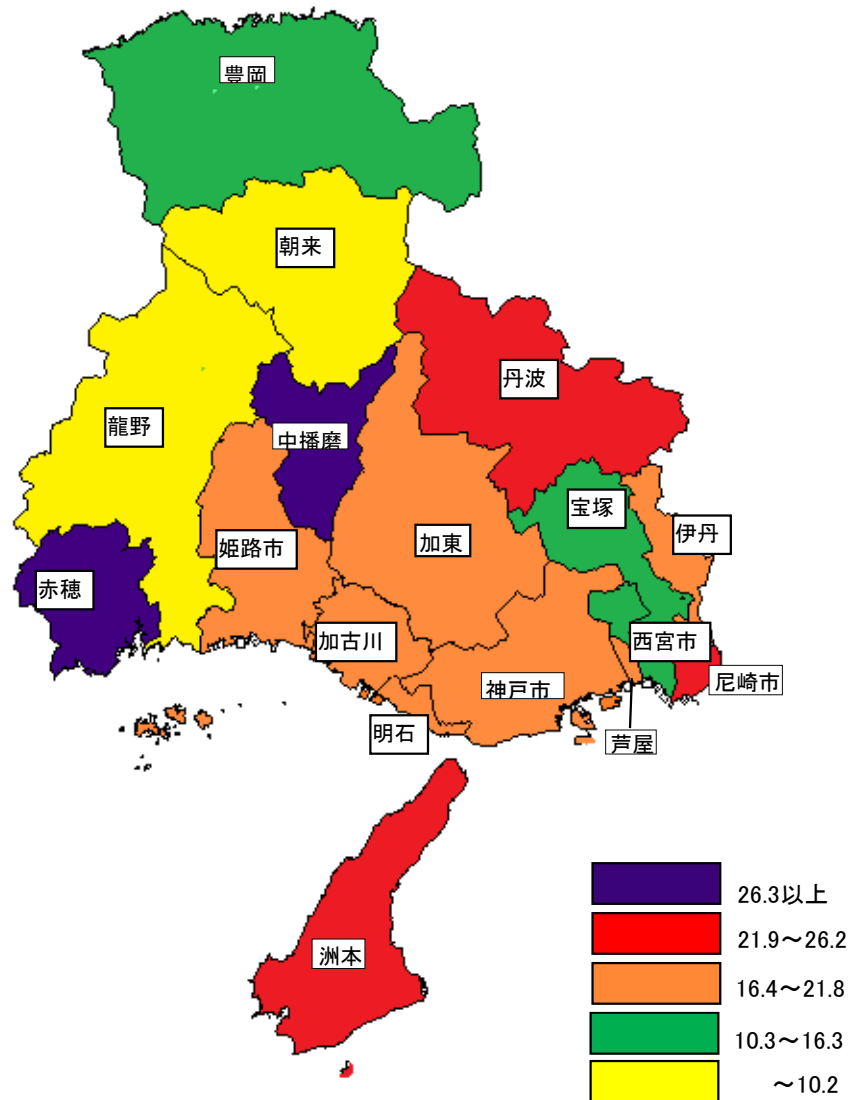 豊岡
朝来
丹波
龍野
中播磨
宝塚
伊丹
姫路市
加東
赤穂
加古川
西宮市
神戸市
尼崎市
明石
芦屋
洲本
26.3以上
21.9～26.2
16.4～21.8
10.3～16.3
～10.2